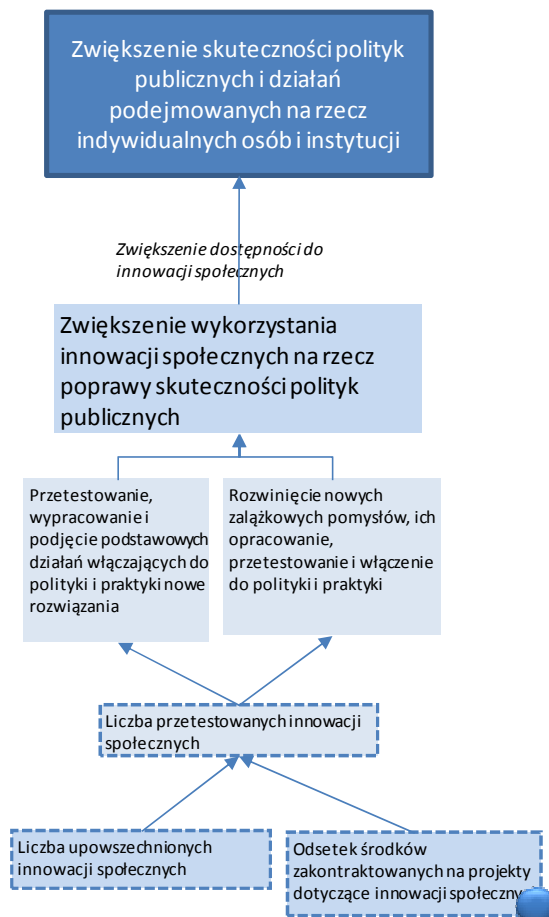 Zwiększenie skuteczności polityk
publicznych i działań
podejmowanych na rzecz
indywidualnych osób i instytucji
Zwiększenie dostępności do
innowacji społecznych
Zwiększenie wykorzystania
innowacji społecznych na rzecz
poprawy skuteczności polityk
publicznych
Przetestowanie,
wypracowanie i
podjęcie podstawowych
działań włączających do
polityki i praktyki nowe
rozwiązania
Rozwinięcie nowych
zalążkowych pomysłów, ich
opracowanie,
przetestowanie i włączenie
do polityki i praktyki
Liczba przetestowanych innowacji
społecznych
Liczba upowszechnionych
innowacji społecznych
Odsetek środków
zakontraktowanych na projekty
dotyczące innowacji